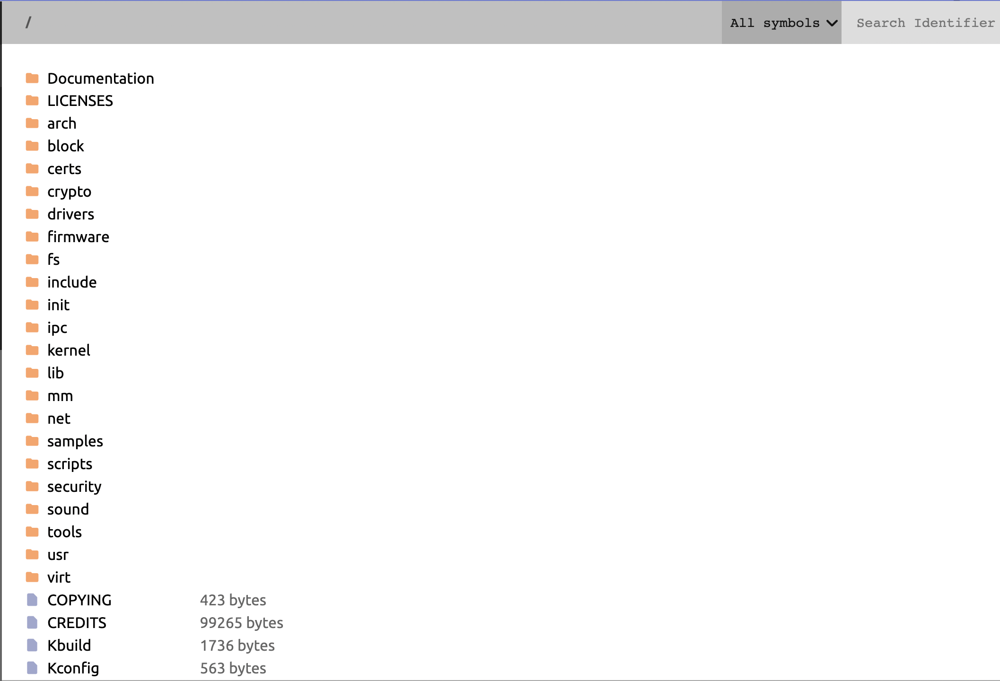 / All symbols Search Identifier
Documentation
LICENSES
arch
block
certs
crypto
drivers
firmware
fs
include
init
ipc
kernel
lib
mm
net
samples
scripts
security
sound
tools
usr
virt
COPYING 423 bytes
CREDITS 99265 bytes
Kbuild 1736 bytes
Kconfig 563 bytes